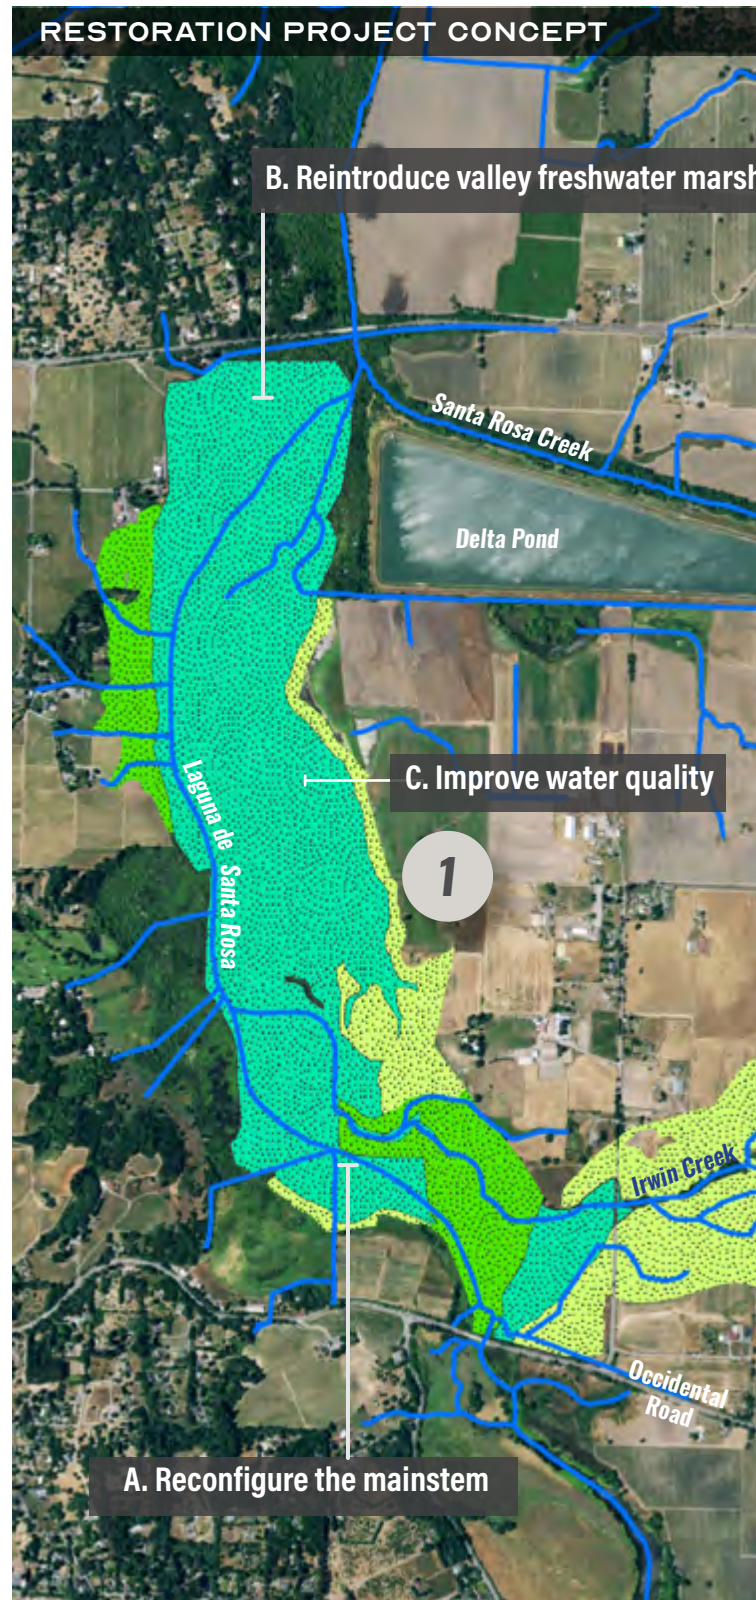 RESTORATION PROJECT CONCEPT
B. Reintroduce valley freshwater marsh
Santa Rosa Creek
Delta Pond
Laguna de Santa Rosa
C. Improve water quality
1
Irwin Creek
Occidental
Road
A. Reconfigure the mainstem